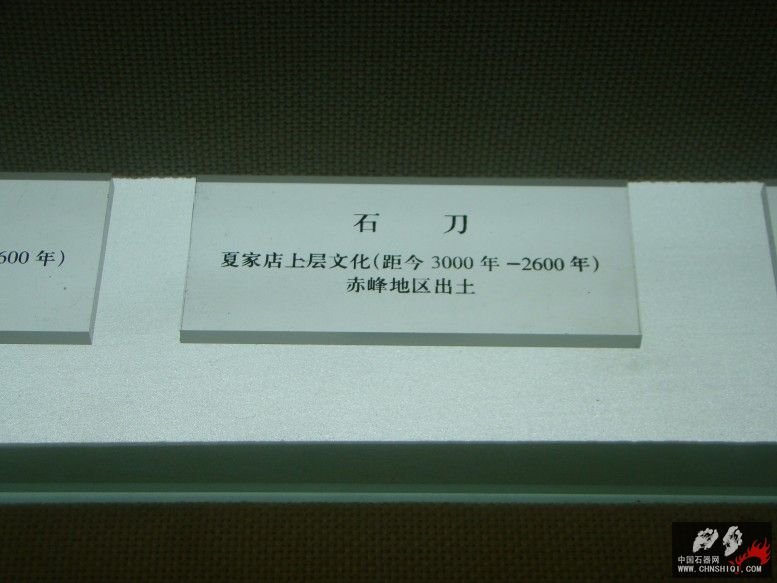 石 刀
夏家店上层文化(距今 3000 年 -2600 年)
赤峰地区出土
600 年)
中国石器网
WWW.CHNSHIQI.COM